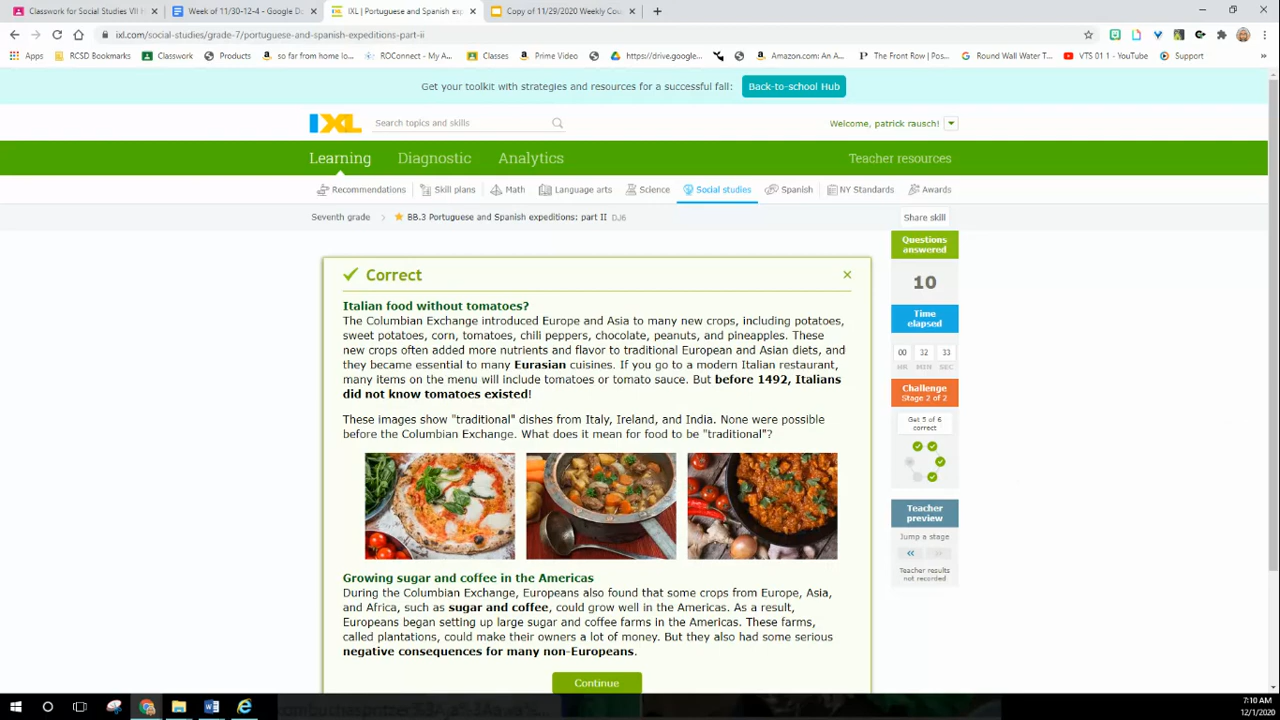 Classwork for Social Studies VII H
Week of 11/30-12-4 - Google D
IXL | Portuguese and Spanish exp
Copy of 11/29/2020 Weekly Cou
ixl.com/social-studies/grade-7/portuguese-and-spanish-expeditions-part-ii
Apps
RCSD Bookmarks
Classwork
Products
so far from home lo...
ROConnect - My A...
Classes
Prime Video
https://drive.google...
Amazon.com: An A...
The Front Row | Pos...
Round Wall Water T...
VTS 01 1 - YouTube
Support
Get your toolkit with strategies and resources for a successful fall:
Back-to-school Hub
IXL
Search topics and skills
Welcome, patrick rausch!
Learning
Diagnostic
Analytics
Teacher resources
Recommendations
Skill plans
Math
Language arts
Science
Social studies
Spanish
NY Standards
Awards
Seventh grade
BB.3 Portuguese and Spanish expeditions: part II DJ6
Share skill
Correct
Italian food without tomatoes?
The Columbian Exchange introduced Europe and Asia to many new crops, including potatoes,
sweet potatoes, corn, tomatoes, chili peppers, chocolate, peanuts, and pineapples. These
new crops often added more nutrients and flavor to traditional European and Asian diets, and
they became essential to many Eurasian cuisines. If you go to a modern Italian restaurant,
many items on the menu will include tomatoes or tomato sauce. But before 1492, Italians
did not know tomatoes existed!
These images show "traditional" dishes from Italy, Ireland, and India. None were possible
before the Columbian Exchange. What does it mean for food to be "traditional"?
Growing sugar and coffee in the Americas
During the Columbian Exchange, Europeans also found that some crops from Europe, Asia,
and Africa, such as sugar and coffee, could grow well in the Americas. As a result,
Europeans began setting up large sugar and coffee farms in the Americas. These farms,
called plantations, could make their owners a lot of money. But they also had some serious
negative consequences for many non-Europeans.
Continue
Questions
answered
10
Time
elapsed
00 32 33
HR MIN SEC
Challenge
Stage 2 of 2
Get 5 of 6
correct
Teacher
preview
Jump a stage
Teacher results
not recorded
7:10 AM
12/1/2020